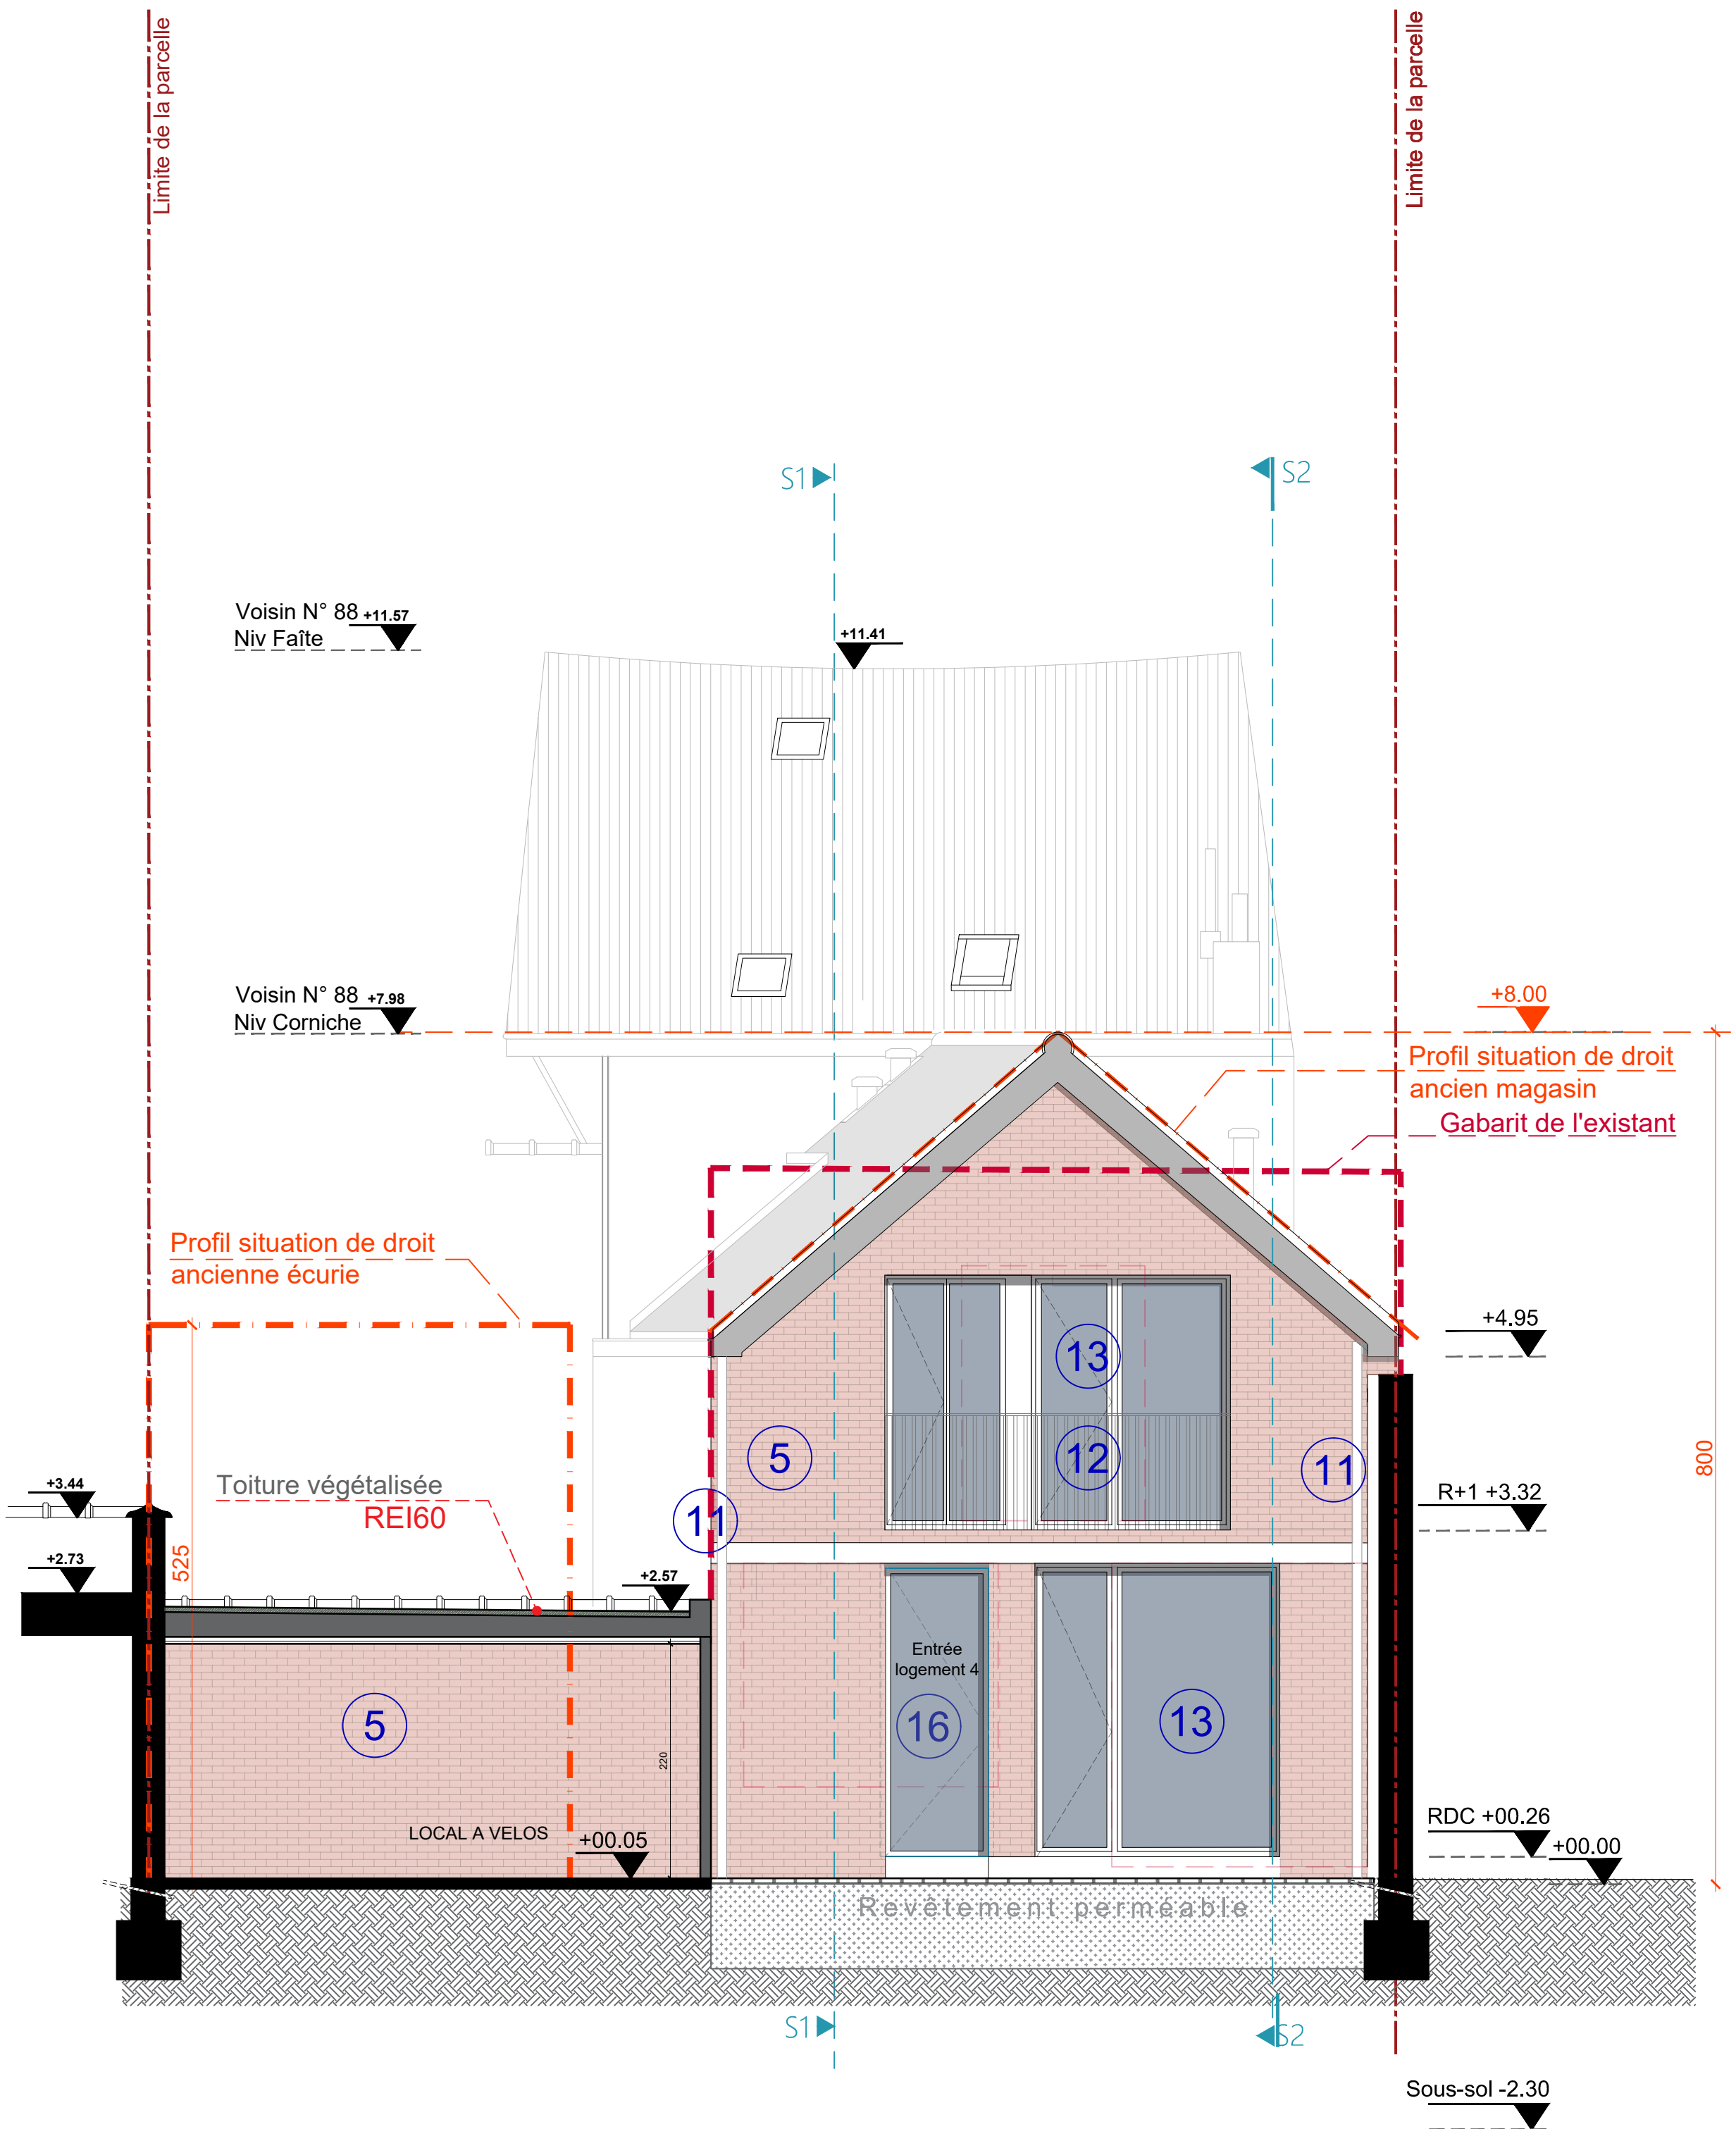 Limite de la parcelle
Limite de la parcelle
S1
S2
Voisin N° 88 +11.57
Niv Faîte
+11.41
Voisin N° 88 +7.98
Niv Corniche
+8.00
Profil situation de droit
ancien magasin
Gabarit de l'existant
Profil situation de droit
ancienne écurie
+4.95
13
5
12
11
11
800
Toiture végétalisée
REI60
+3.44
R+1 +3.32
525
+2.73
+2.57
Entrée
logement 4
5
16
13
220
LOCAL A VELOS
+00.05
RDC +00.26
+00.00
Revêtement perméable
S1
S2
Sous-sol -2.30